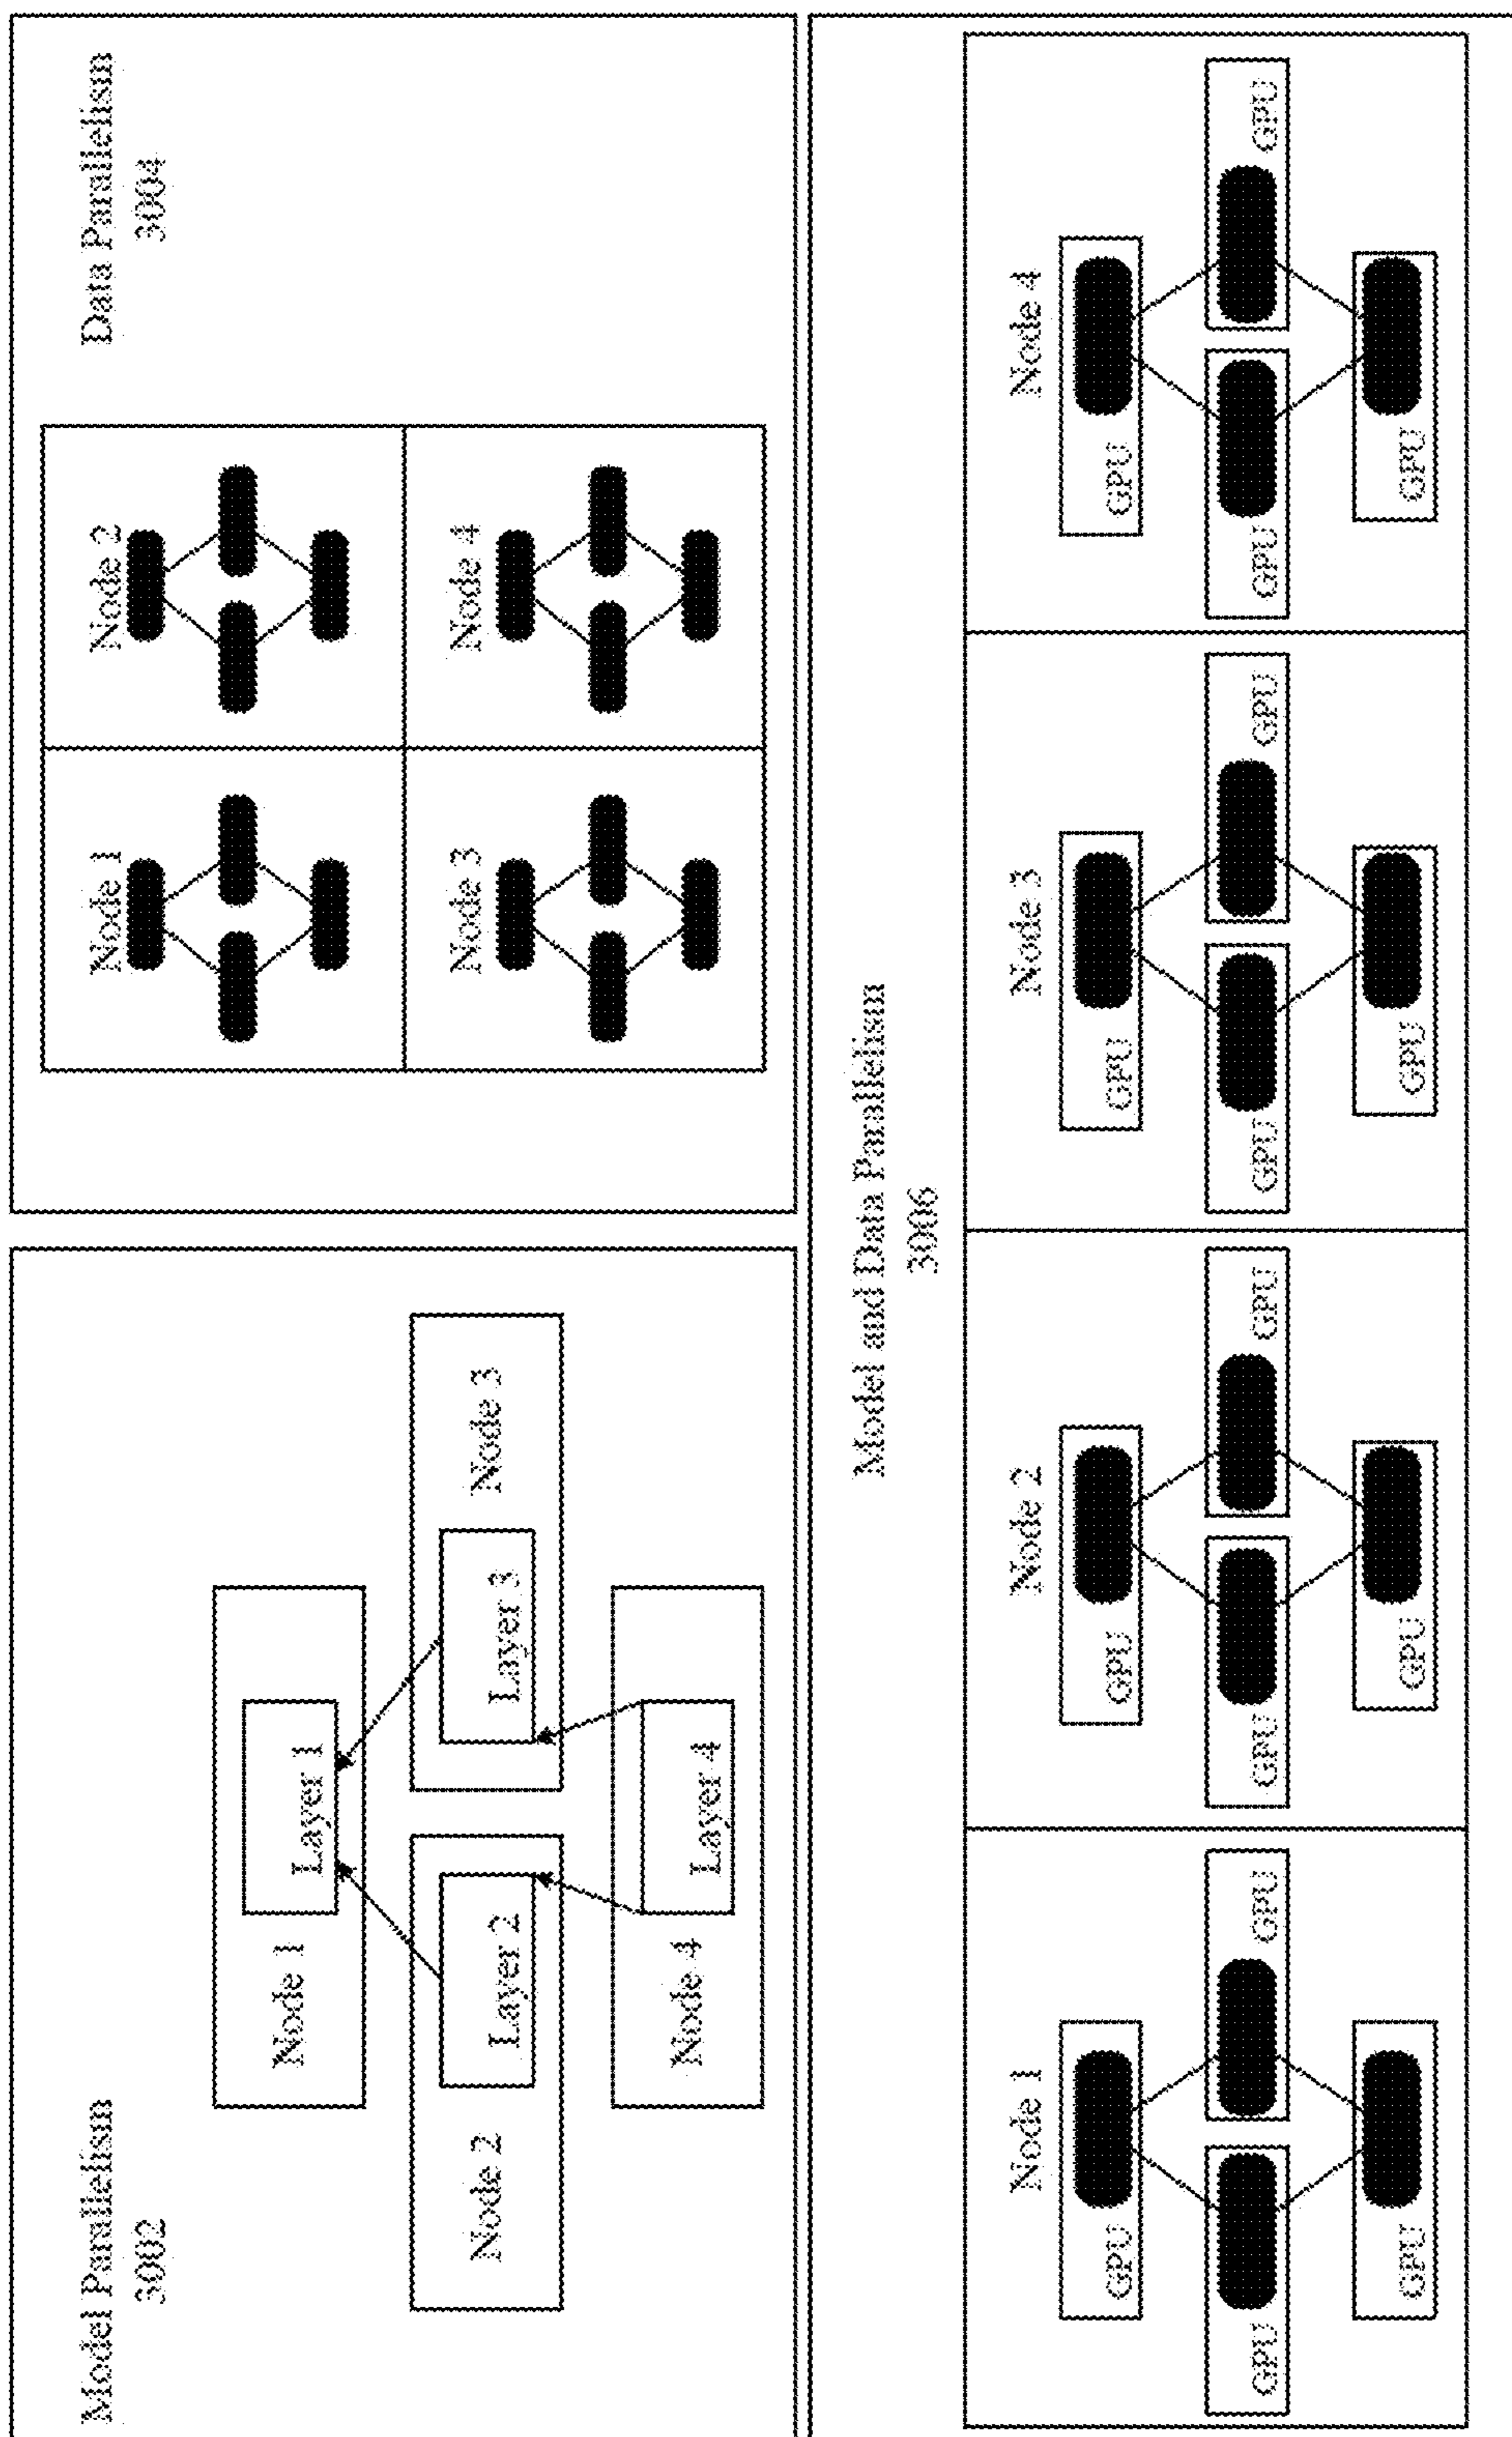 Model Parallelism
3002
Node 1
Layer 1
Node 2
Layer 2
Layer 3
Node 3
Node 4
Layer 4
Data Parallelism
3004
Node 1
Node 2
Node 3
Node 4
Model and Data Parallelism
3006
Node 1
GPU
GPU
GPU
GPU
Node 2
GPU
GPU
GPU
GPU
Node 3
GPU
GPU
GPU
GPU
Node 4
GPU
GPU
GPU
GPU